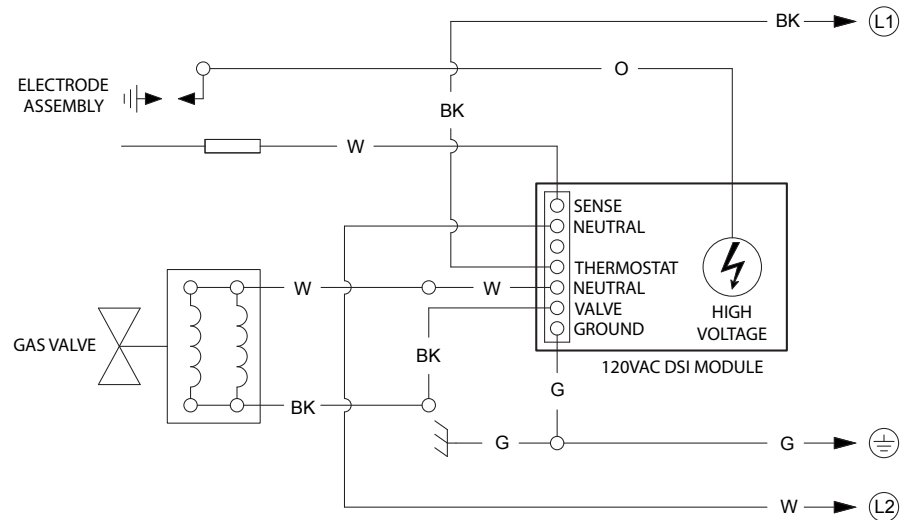 BK
L1
O
ELECTRODE
ASSEMBLY
BK
W
SENSE
NEUTRAL
THERMOSTAT
W
W
NEUTRAL
VALVE
GROUND
HIGH
VOLTAGE
GAS VALVE
BK
120VAC DSI MODULE
G
BK
G
G
W
L2